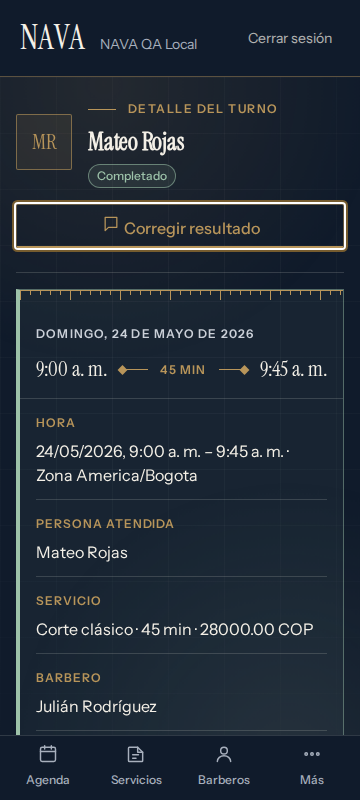 NAVA NAVA QA Local Cerrar sesión
DETALLE DEL TURNO
MR
Mateo Rojas
Completado
Corregir resultado
DOMINGO, 24 DE MAYO DE 2026
9:00 a. m. 45 MIN 9:45 a. m.
HORA
24/05/2026, 9:00 a. m. – 9:45 a. m. ·
Zona America/Bogota
PERSONA ATENDIDA
Mateo Rojas
SERVICIO
Corte clásico · 45 min · 28000.00 COP
BARBERO
Julián Rodríguez
Agenda Servicios Barberos Más